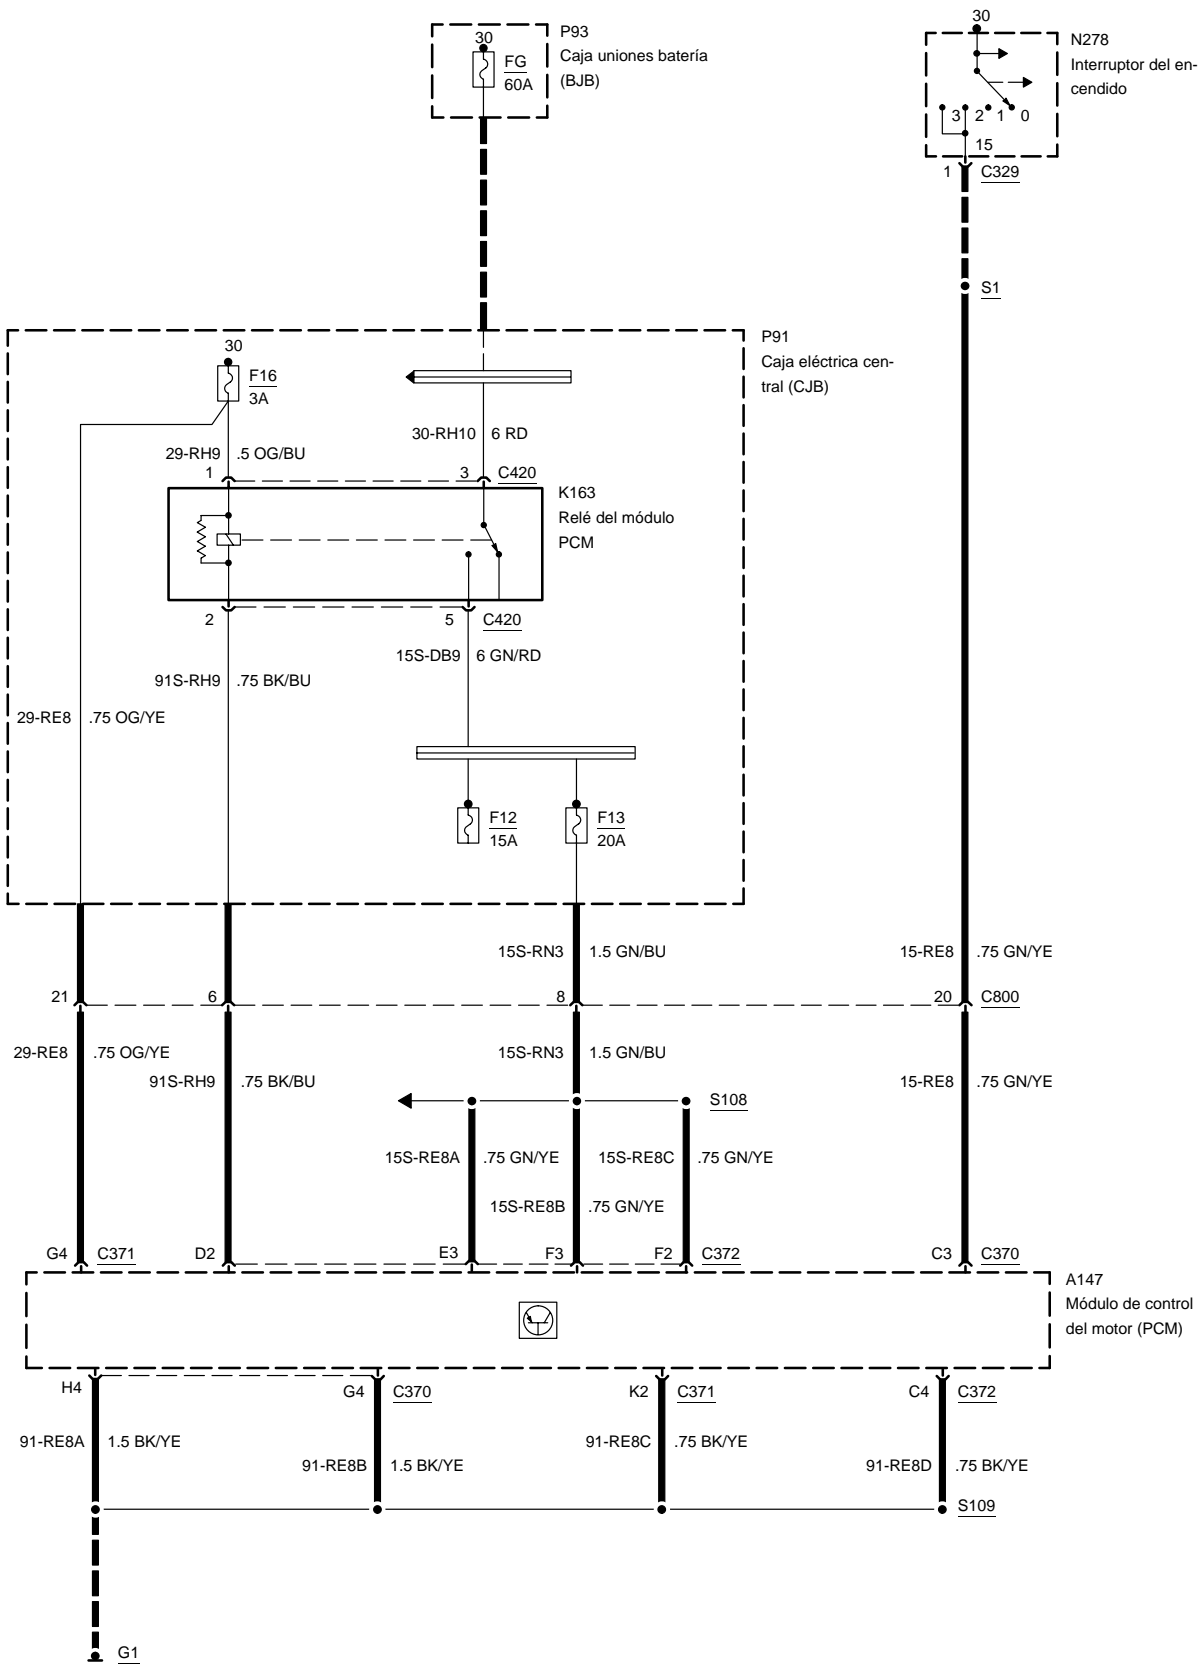 30
P93
Caja uniones batería
(BJB)
FG
60A
30
N278
Interruptor del en-
cendido
3 2 1 0
15
1 C329
S1
P91
Caja eléctrica cen-
tral (CJB)
30
F16
3A
30-RH10 6 RD
29-RH9 .5 OG/BU
1 3 C420
K163
Relé del módulo
PCM
2 5 C420
15S-DB9 6 GN/RD
91S-RH9 .75 BK/BU
29-RE8 .75 OG/YE
F12
15A
F13
20A
15S-RN3 1.5 GN/BU
15-RE8 .75 GN/YE
21 6 8 20 C800
29-RE8 .75 OG/YE
15S-RN3 1.5 GN/BU
91S-RH9 .75 BK/BU
15-RE8 .75 GN/YE
S108
15S-RE8A .75 GN/YE
15S-RE8C .75 GN/YE
15S-RE8B .75 GN/YE
G4 C371 D2 E3 F3 F2 C372 C3 C370
A147
Módulo de control
del motor (PCM)
H4 G4 C370 K2 C371 C4 C372
91-RE8A 1.5 BK/YE
91-RE8C .75 BK/YE
91-RE8B 1.5 BK/YE
91-RE8D .75 BK/YE
S109
G1